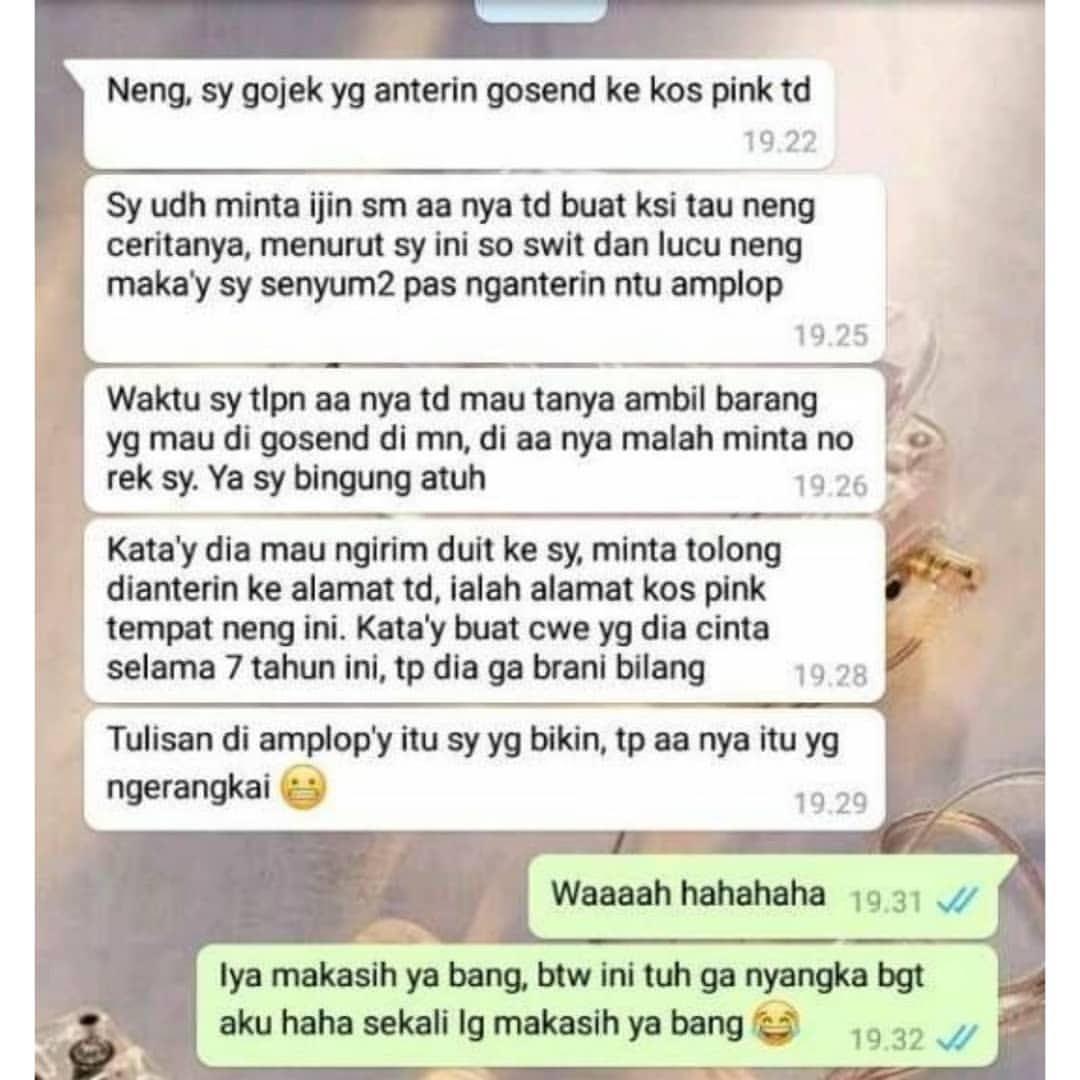 Neng, sy gojek yg anterin gosend ke kos pink td
19.22
Sy udh minta ijin sm aa nya td buat ksi tau neng
ceritanya, menurut sy ini so swit dan lucu neng
maka'y sy senyum2 pas nganterin ntu amplop
19.25
Waktu sy tlpn aa nya td mau tanya ambil barang
yg mau di gosend di mn, di aa nya malah minta no
rek sy. Ya sy bingung atuh 19.26
Kata'y dia mau ngirim duit ke sy, minta tolong
dianterin ke alamat td, ialah alamat kos pink
tempat neng ini. Kata'y buat cwe yg dia cinta
selama 7 tahun ini, tp dia ga brani bilang 19.28
Tulisan di amplop'y itu sy yg bikin, tp aa nya itu yg
ngerangkai 😬 19.29
Waaaah hahahaha 19.31
Iya makasih ya bang, btw ini tuh ga nyangka bgt
aku haha sekali lg makasih ya bang 😂 19.32